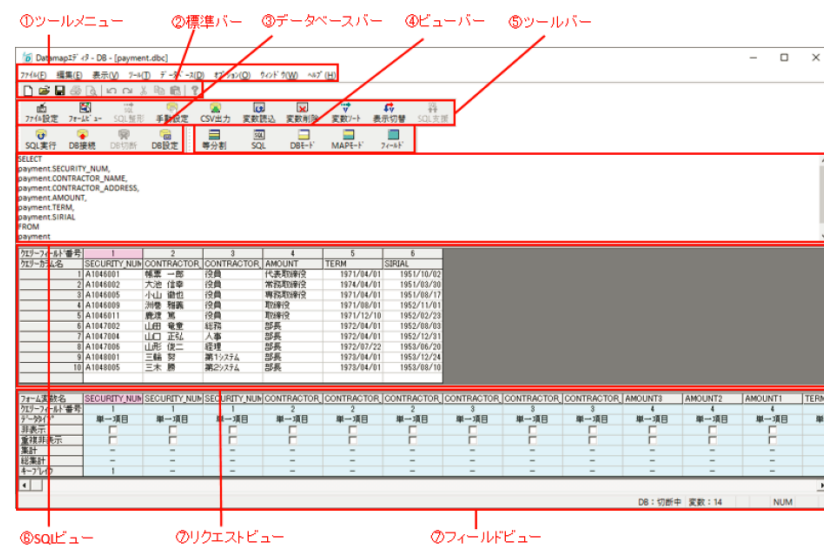 ①ツールメニュー
②標準バー
③データベースバー
④ビューバー
⑤ツールバー
Datamapｴﾃﾞｨﾀ - DB - [payment.dbc]
ﾌｧｲﾙ(F) 編集(E) 表示(V) ﾂｰﾙ(T) ﾃﾞｰﾀﾍﾞｰｽ(D) ｵﾌﾟｼｮﾝ(O) ｳｨﾝﾄﾞｳ(W) ﾍﾙﾌﾟ(H)
ﾌｧｲﾙ設定 ﾌｫｰﾑﾋﾞｭｰ SQL整形 手動設定 CSV出力 変数読込 変数削除 変数ｿｰﾄ 表示切替 SQL支援
SQL実行 DB接続 DB切断 DB設定 等分割 SQL DBﾓｰﾄﾞ MAPﾓｰﾄﾞ ﾌｨｰﾙﾄﾞ
SELECT
payment.SECURITY_NUM,
payment.CONTRACTOR_NAME,
payment.CONTRACTOR_ADDRESS,
payment.AMOUNT,
payment.TERM,
payment.SIRIAL
FROM
payment
ｸｴﾘｰﾌｨｰﾙﾄﾞ番号 1 2 3 4 5 6
ｸｴﾘｰｶﾗﾑ名 SECURITY_NUM CONTRACTOR_ CONTRACTOR_ AMOUNT TERM SIRIAL
1 A1046001 帳票 一郎 役員 代表取締役 1971/04/01 1951/10/02
2 A1046002 大池 信幸 役員 常務取締役 1974/04/01 1951/03/30
3 A1046005 小山 徹也 役員 専務取締役 1971/04/01 1951/08/17
4 A1046009 渕巻 雅義 役員 取締役 1971/08/01 1952/11/01
5 A1046011 鹿渡 篤 役員 取締役 1971/12/10 1952/02/23
6 A1047002 山田 竜童 総務 部長 1972/04/01 1952/08/03
7 A1047004 山口 正弘 人事 部長 1972/04/01 1952/12/31
8 A1047006 山形 俊二 経理 部長 1972/07/22 1953/06/20
9 A1048001 三輪 努 第1ｼｽﾃﾑ 部長 1973/04/01 1953/12/24
10 A1048005 三木 勝 第2ｼｽﾃﾑ 部長 1973/04/01 1953/08/10
ﾌｫｰﾑ変数名 SECURITY_NUM SECURITY_NUM SECURITY_NUM CONTRACTOR_ CONTRACTOR_ CONTRACTOR_ CONTRACTOR_ CONTRACTOR_ CONTRACTOR_ AMOUNT3 AMOUNT2 AMOUNT1 TERM
ｸｴﾘｰﾌｨｰﾙﾄﾞ番号 1 1 1 2 2 2 3 3 3 4 4 4
ﾃﾞｰﾀﾀｲﾌﾟ 単一項目 単一項目 単一項目 単一項目 単一項目 単一項目 単一項目 単一項目 単一項目 単一項目 単一項目 単一項目
非表示
重複非表示
集計 － － － － － － － － － － － －
総集計 － － － － － － － － － － － －
ｷｰﾌﾞﾚｲｸ 1 － － － － － － － － － － －
DB：切断中 変数：14 NUM
⑥SQLビュー
⑦リクエストビュー
⑦フィールドビュー